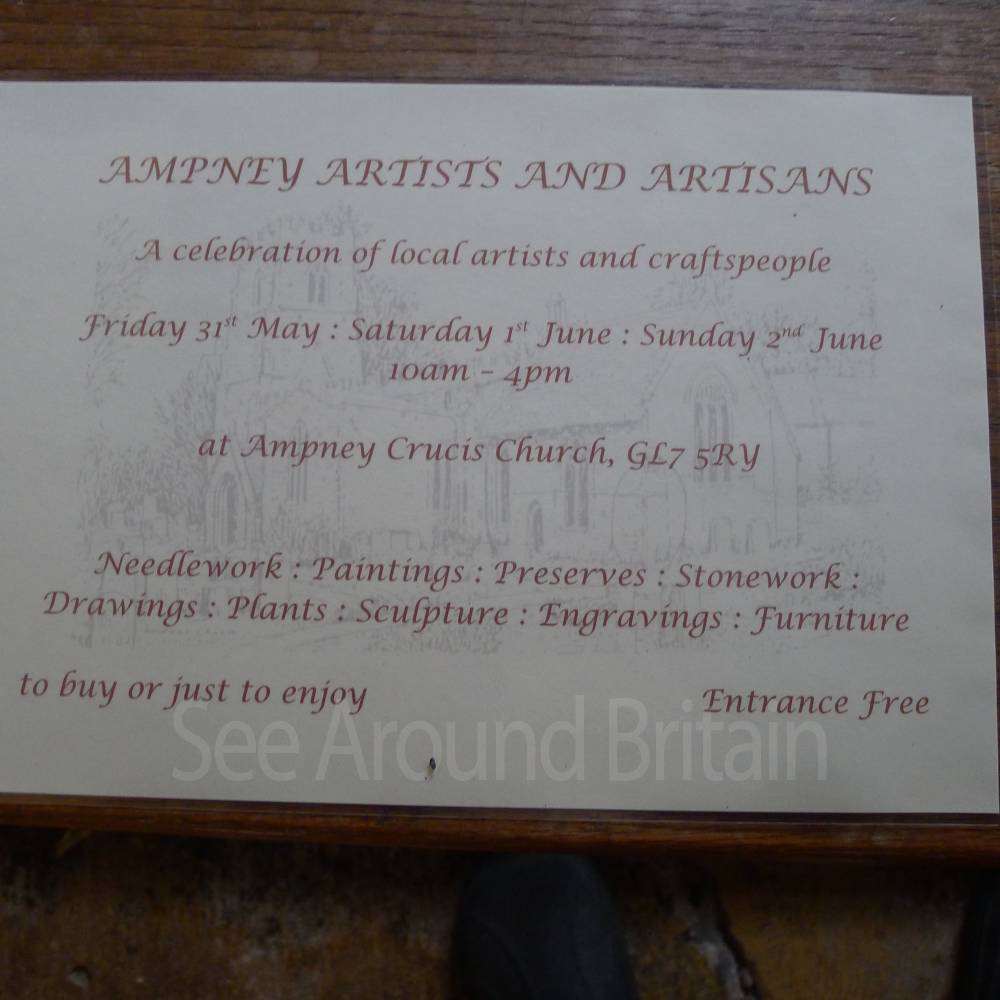 AMPNEY ARTISTS AND ARTISANS
A celebration of local artists and craftspeople
Friday 31st May : Saturday 1st June : Sunday 2nd June
10am – 4pm
at Ampney Crucis Church, GL7 5RY
Needlework : Paintings : Preserves : Stonework :
Drawings : Plants : Sculpture : Engravings : Furniture
to buy or just to enjoy Entrance Free
See Around Britain